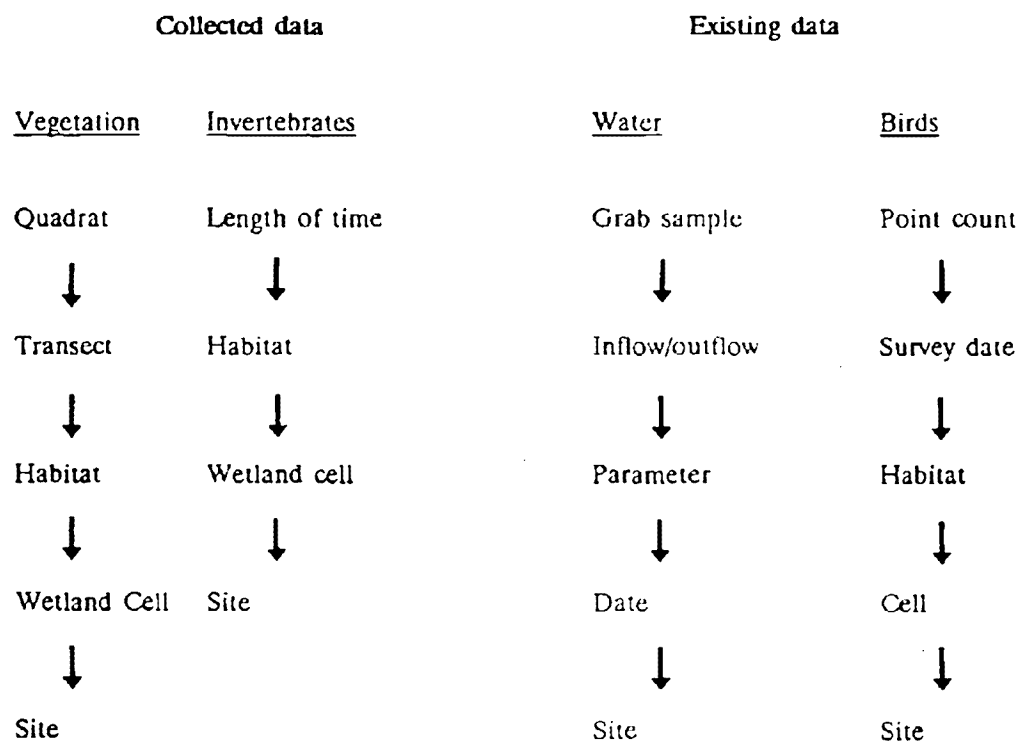 Collected data Existing data
Vegetation Invertebrates Water Birds
Quadrat Length of time Grab sample Point count
Transect Habitat Inflow/outflow Survey date
Habitat Wetland cell Parameter Habitat
Wetland Cell Site Date Cell
Site Site Site